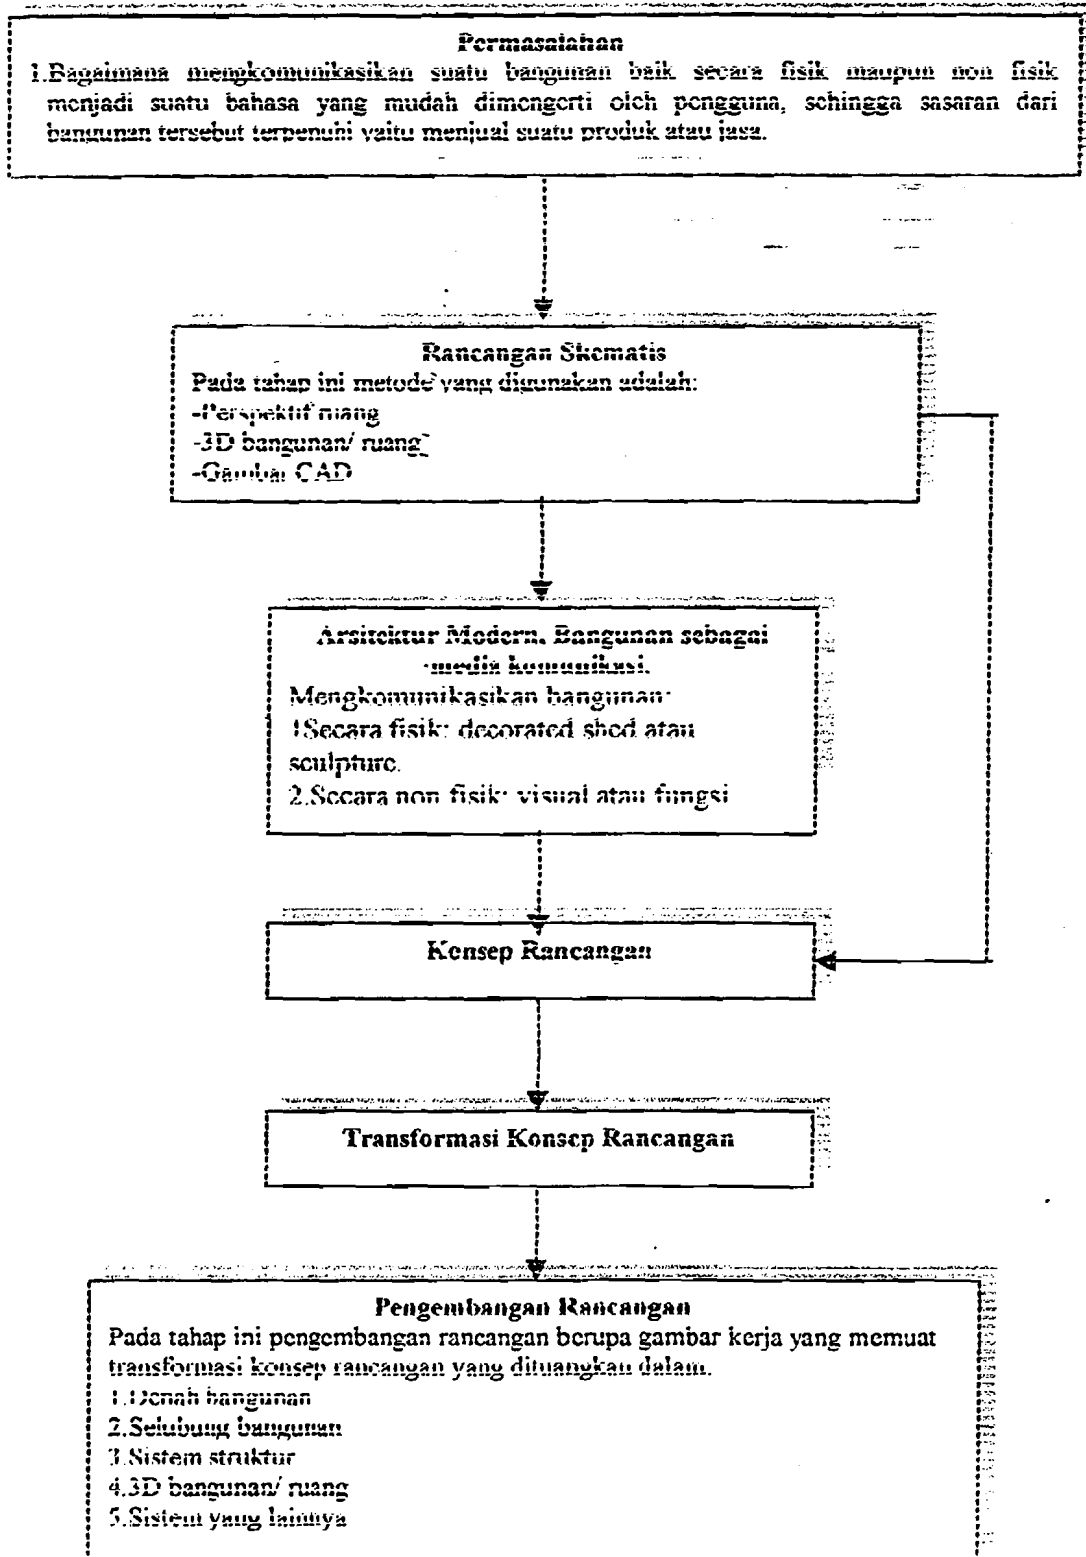 Permasalahan
1.Bagaimana mengkomunikasikan suatu bangunan baik secara fisik maupun non fisik
menjadi suatu bahasa yang mudah dimengerti oleh pengguna, sehingga sasaran dari
bangunan tersebut terpenuhi yaitu menjual suatu produk atau jasa.
Rancangan Skematis
Pada tahap ini metode yang digunakan adalah:
-Perspektif ruang
-3D bangunan/ ruang
-Gambar CAD
Arsitektur Modern, Bangunan sebagai
media komunikasi.
Mengkomunikasikan bangunan:
1Secara fisik: decorated shed atau
sculpture.
2.Secara non fisik: visual atau fungsi
Konsep Rancangan
Transformasi Konsep Rancangan
Pengembangan Rancangan
Pada tahap ini pengembangan rancangan berupa gambar kerja yang memuat
transformasi konsep rancangan yang dituangkan dalam.
1.Denah bangunan
2.Selubung bangunan
3.Sistem struktur
4.3D bangunan/ ruang
5.Sistem yang lainnya